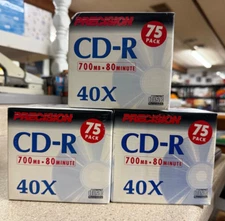 PRECISION
75
PACK
CD-R
700MB • 80MINUTE
40X
PRECISION
75
PACK
CD-R
700MB • 80MINUTE
40X
PRECISION
75
PACK
CD-R
700MB • 80MINUTE
40X